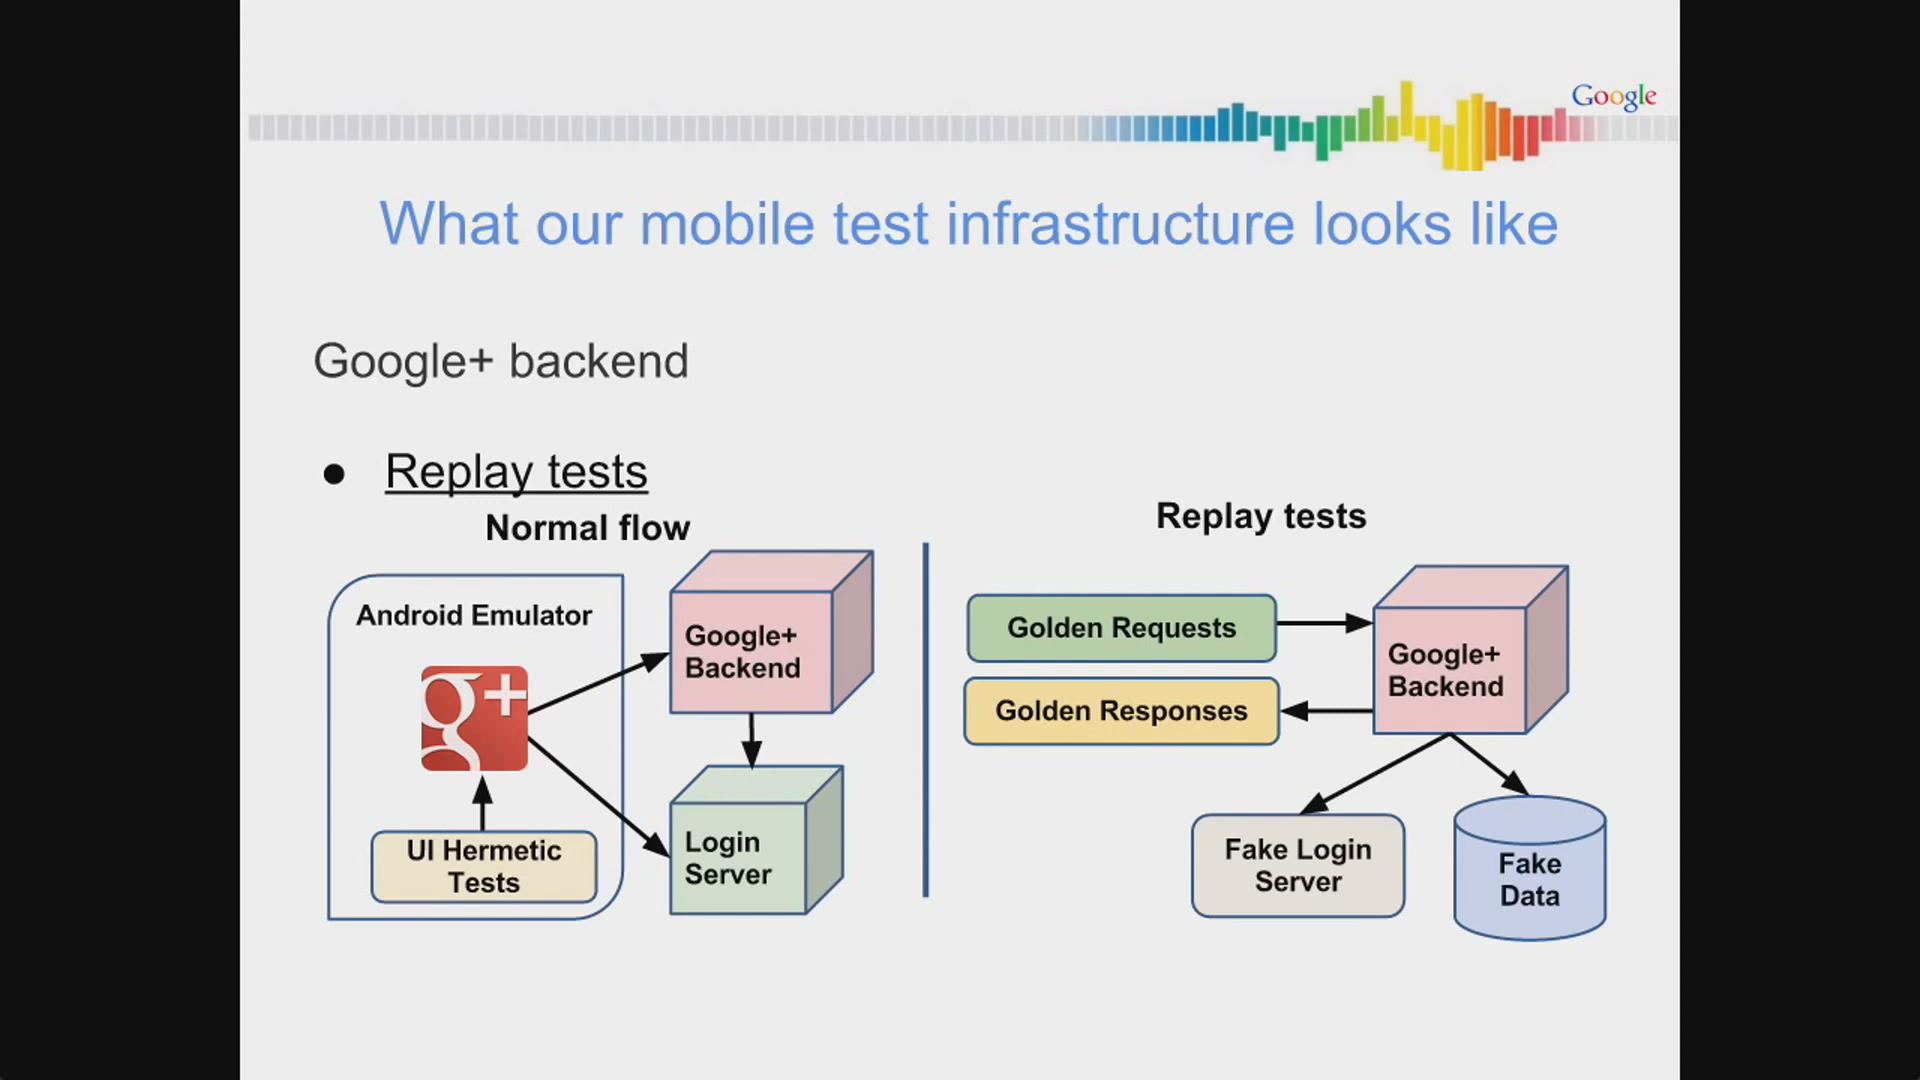 Google
What our mobile test infrastructure looks like
Google+ backend
● Replay tests
Normal flow
Android Emulator
g+
UI Hermetic
Tests
Google+
Backend
Login
Server
Replay tests
Golden Requests
Golden Responses
Google+
Backend
Fake Login
Server
Fake
Data